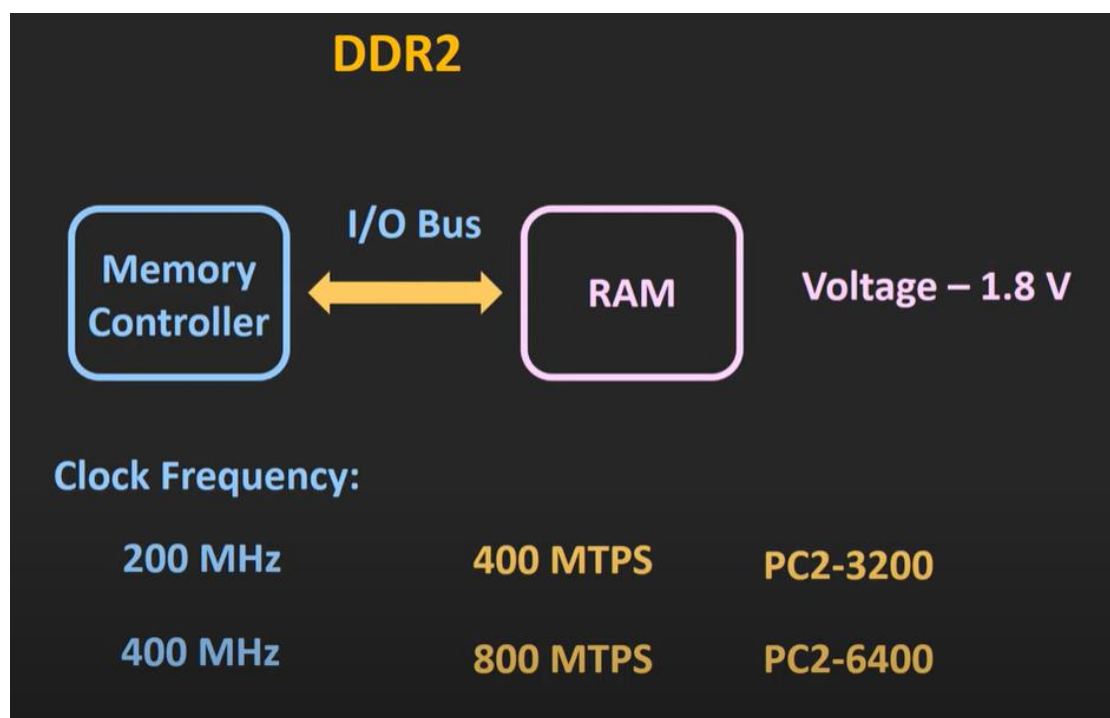 DDR2
I/O Bus
Memory
Controller
RAM
Voltage – 1.8 V
Clock Frequency:
200 MHz 400 MTPS PC2-3200
400 MHz 800 MTPS PC2-6400